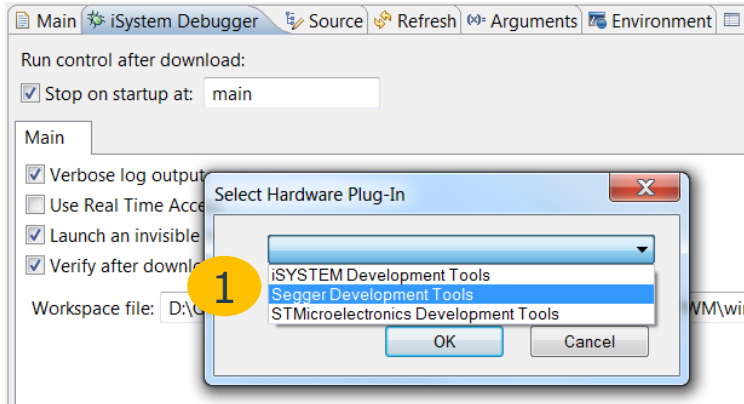 Main iSystem Debugger Source Refresh (x)= Arguments Environment
Run control after download:
Stop on startup at: main
Main
Verbose log output
Select Hardware Plug-In
Use Real Time Acce
Launch an invisible
Verify after downlo
1
iSYSTEM Development Tools
Segger Development Tools
STMicroelectronics Development Tools
Workspace file: D:\G WM\wi
OK Cancel